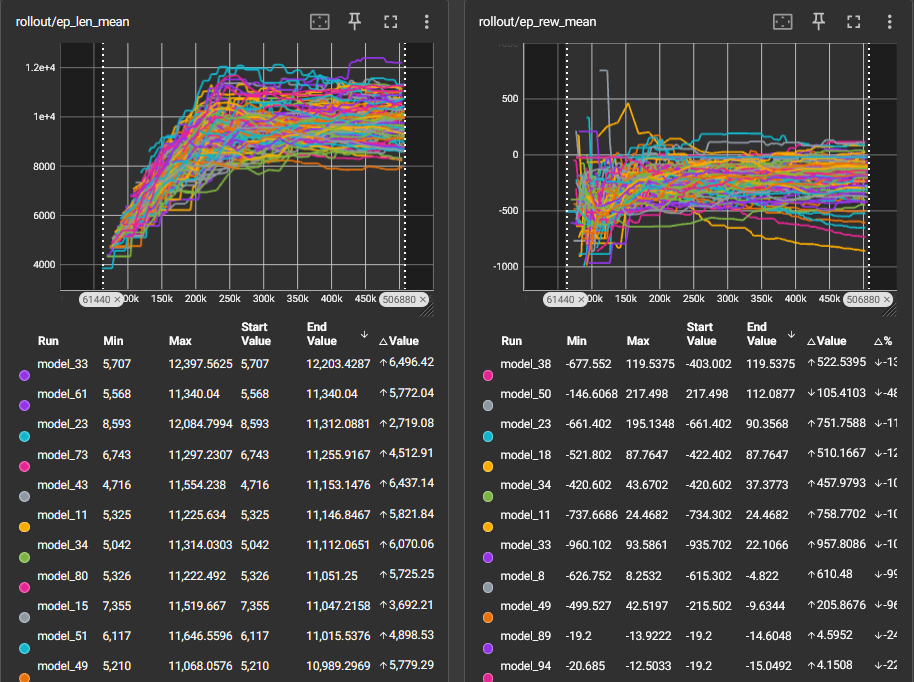 rollout/ep_len_mean
1.2e+4
1e+4
8000
6000
4000
61440 × 00k 150k 200k 250k 300k 350k 400k 450k 506880 ×
Run Min Max Start Value End Value ↓ △Value
model_33 5,707 12,397.5625 5,707 12,203.4287 ↑6,496.42
model_61 5,568 11,340.04 5,568 11,340.04 ↑5,772.04
model_23 8,593 12,084.7994 8,593 11,312.0881 ↑2,719.08
model_73 6,743 11,297.2307 6,743 11,255.9167 ↑4,512.91
model_43 4,716 11,554.238 4,716 11,153.1476 ↑6,437.14
model_11 5,325 11,225.634 5,325 11,146.8467 ↑5,821.84
model_34 5,042 11,314.0303 5,042 11,112.0651 ↑6,070.06
model_80 5,326 11,222.492 5,326 11,051.25 ↑5,725.25
model_15 7,355 11,519.667 7,355 11,047.2158 ↑3,692.21
model_51 6,117 11,646.5596 6,117 11,015.5376 ↑4,898.53
model_49 5,210 11,068.0576 5,210 10,989.2969 ↑5,779.29
rollout/ep_rew_mean
500
0
-500
-1000
61440 × 00k 150k 200k 250k 300k 350k 400k 450k 506880 ×
Run Min Max Start Value End Value ↓ △Value △%
model_38 -677.552 119.5375 -403.002 119.5375 ↑522.5395 ↓-13
model_50 -146.6068 217.498 217.498 112.0877 ↓105.4103 ↓-48
model_23 -661.402 195.1348 -661.402 90.3568 ↑751.7588 ↓-11
model_18 -521.802 87.7647 -422.402 87.7647 ↑510.1667 ↓-12
model_34 -420.602 43.6702 -420.602 37.3773 ↑457.9793 ↓-10
model_11 -737.6686 24.4682 -734.302 24.4682 ↑758.7702 ↓-10
model_33 -960.102 93.5861 -935.702 22.1066 ↑957.8086 ↓-10
model_8 -626.752 8.2532 -615.302 -4.822 ↑610.48 ↓-99
model_49 -499.527 42.5197 -215.502 -9.6344 ↑205.8676 ↓-96
model_89 -19.2 -13.9222 -19.2 -14.6048 ↑4.5952 ↓-24
model_94 -20.685 -12.5033 -19.2 -15.0492 ↑4.1508 ↓-22